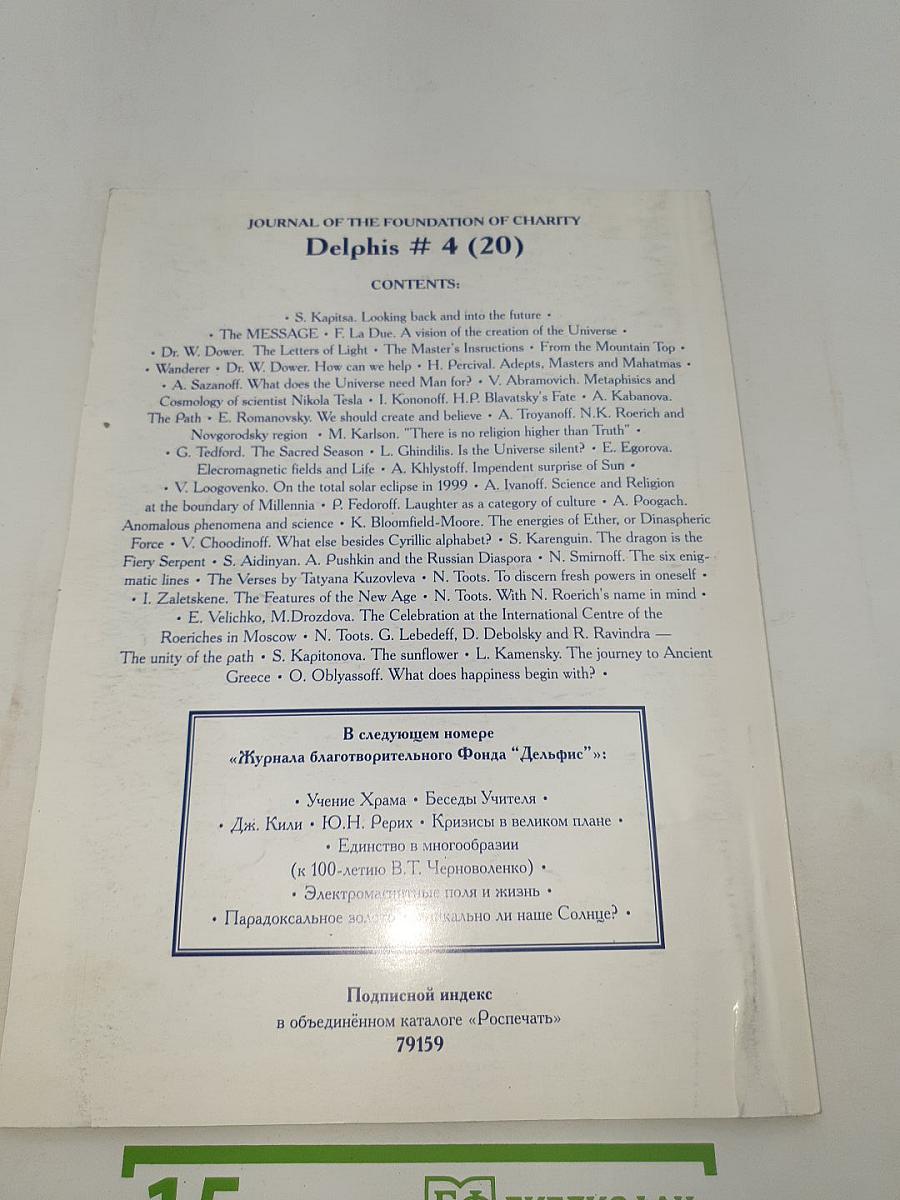 JOURNAL OF THE FOUNDATION OF CHARITY
Delphis # 4 (20)
CONTENTS:
• S. Kapitsa. Looking back and into the future •
• The MESSAGE • F. La Due. A vision of the creation of the Universe •
• Dr. W. Dower. The Letters of Light • The Master's Insructions • From the Mountain Top •
• Wanderer • Dr. W. Dower. How can we help • H. Percival. Adepts, Masters and Mahatmas •
• A. Sazanoff. What does the Universe need Man for? • V. Abramovich. Metaphisics and
Cosmology of scientist Nikola Tesla • I. Kononoff. H.P. Blavatsky's Fate • A. Kabanova.
The Path • E. Romanovsky. We should create and believe • A. Troyanoff. N.K. Roerich and
Novgorodsky region • M. Karlson. "There is no religion higher than Truth" •
• G. Tedford. The Sacred Season • L. Ghindilis. Is the Universe silent? • E. Egorova.
Elecromagnetic fields and Life • A. Khlystoff. Impendent surprise of Sun •
• V. Loogovenko. On the total solar eclipse in 1999 • A. Ivanoff. Science and Religion
at the boundary of Millennia • P. Fedoroff. Laughter as a category of culture • A. Poogach.
Anomalous phenomena and science • K. Bloomfield-Moore. The energies of Ether, or Dinaspheric
Force • V. Choodinoff. What else besides Cyrillic alphabet? • S. Karenguin. The dragon is the
Fiery Serpent • S. Aidinyan. A. Pushkin and the Russian Diaspora • N. Smirnoff. The six enig-
matic lines • The Verses by Tatyana Kuzovleva • N. Toots. To discern fresh powers in oneself •
• I. Zaletskene. The Features of the New Age • N. Toots. With N. Roerich's name in mind •
• E. Velichko, M.Drozdova. The Celebration at the International Centre of the
Roeriches in Moscow • N. Toots. G. Lebedeff, D. Debolsky and R. Ravindra —
The unity of the path • S. Kapitonova. The sunflower • L. Kamensky. The journey to Ancient
Greece • O. Oblyassoff. What does happiness begin with? •
В следующем номере
«Журнала благотворительного Фонда "Дельфис"»:
• Учение Храма • Беседы Учителя •
• Дж. Кили • Ю.Н. Рерих • Кризисы в великом плане •
• Единство в многообразии
(к 100-летию В.Т. Черноволенко) •
• Электромагнитные поля и жизнь •
• Парадоксальное ли наше Солнце? •
Подписной индекс
в объединённом каталоге «Роспечать»
79159
15